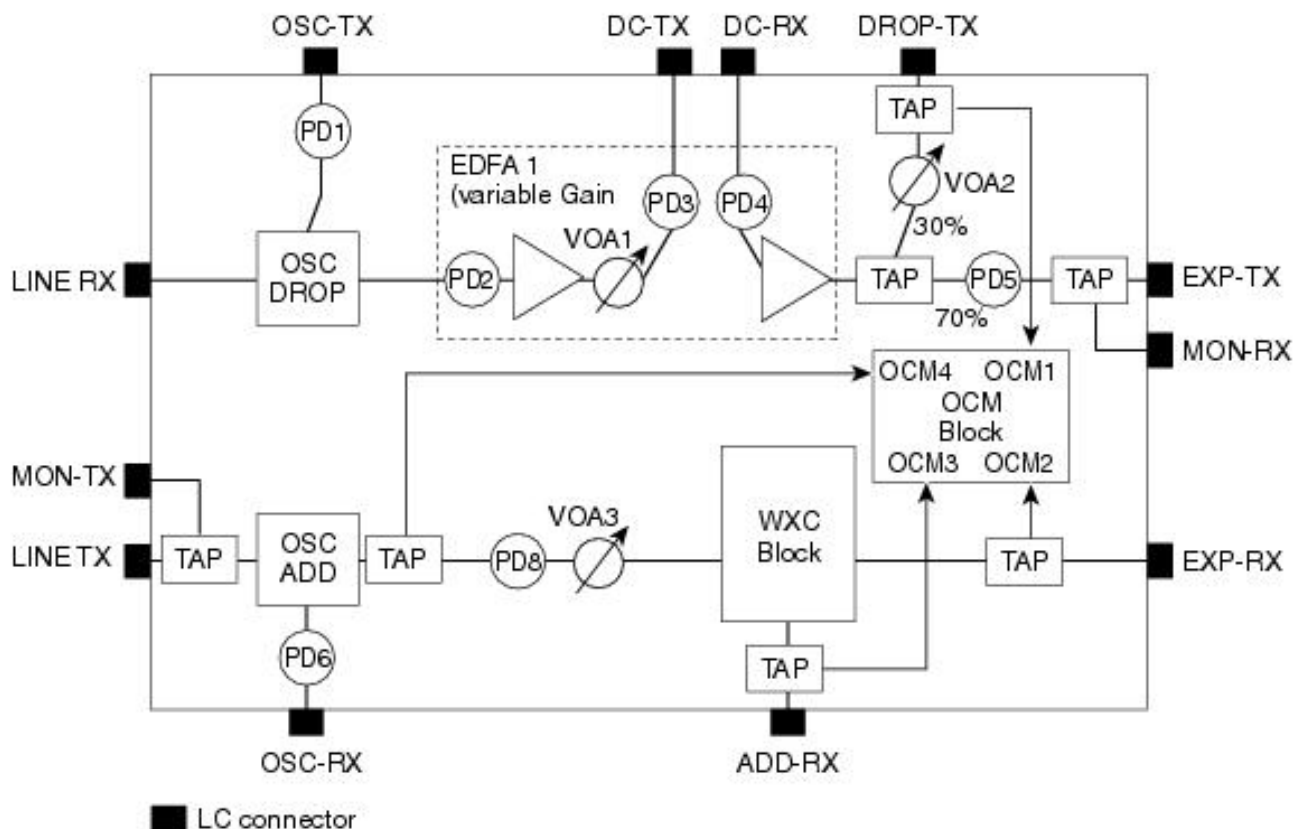 OSC-TX
DC-TX
DC-RX
DROP-TX
TAP
PD1
EDFA 1
(variable Gain
PD3
PD4
VOA2
30%
VOA1
LINE RX
OSC
DROP
PD2
TAP
PD5
TAP
EXP-TX
70%
MON-RX
OCM4
OCM1
OCM
Block
OCM3
OCM2
MON-TX
VOA3
WXC
Block
LINE TX
TAP
OSC
ADD
TAP
PD8
TAP
EXP-RX
PD6
TAP
OSC-RX
ADD-RX
LC connector